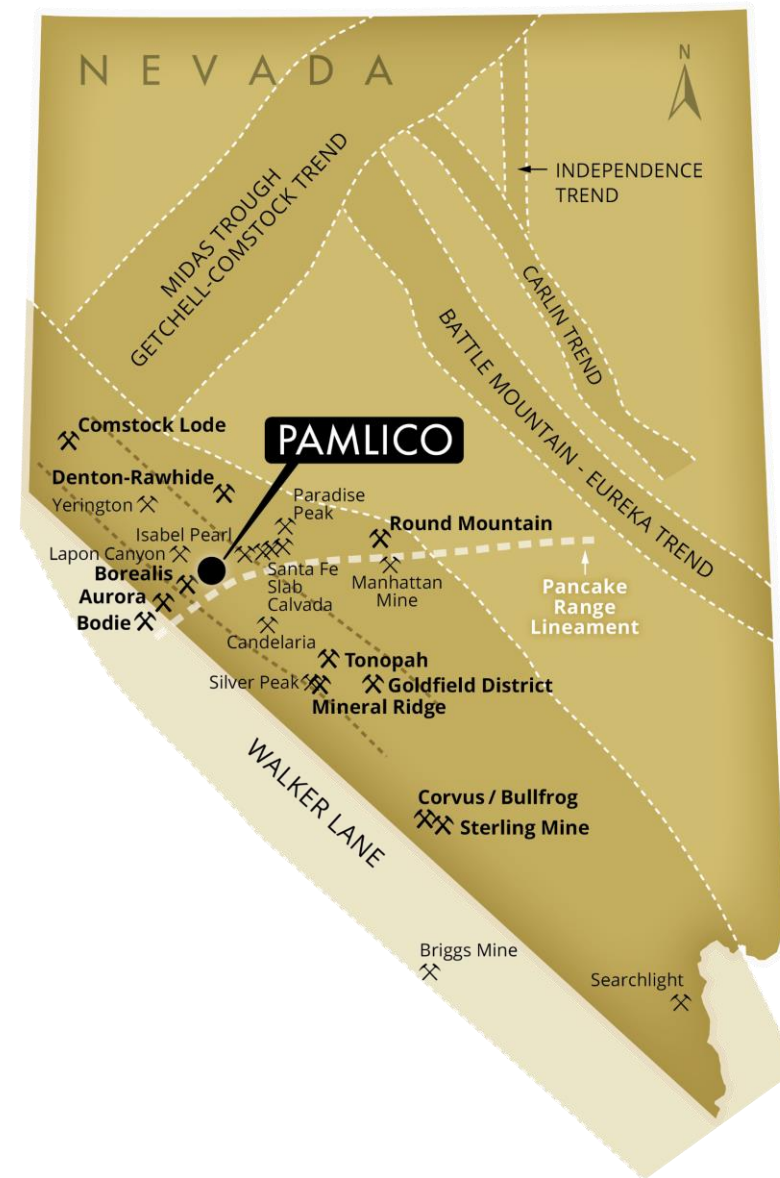 N
NEVADA
INDEPENDENCE
TREND
MIDAS TROUGH
GETCHELL-COMSTOCK TREND
CARLIN TREND
BATTLE MOUNTAIN - EUREKA TREND
Comstock Lode
PAMLICO
Denton-Rawhide
Yerington
Paradise
Peak
Isabel Pearl
Round Mountain
Lapon Canyon
Borealis
Santa Fe
Slab
Calvada
Manhattan
Mine
Pancake
Range
Lineament
Aurora
Bodie
Candelaria
Tonopah
Silver Peak
Goldfield District
Mineral Ridge
WALKER LANE
Corvus / Bullfrog
Sterling Mine
Briggs Mine
Searchlight